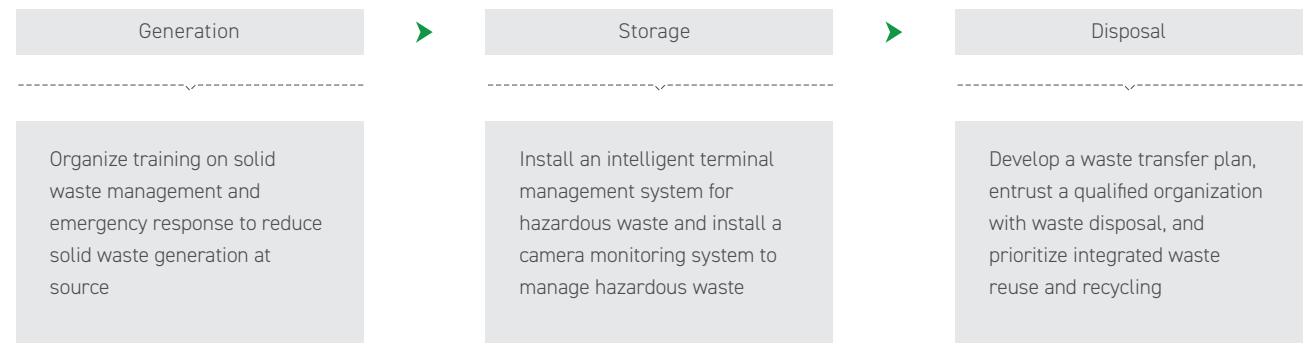 Generation
Storage
Disposal
Organize training on solid
waste management and
emergency response to reduce
solid waste generation at
source
Install an intelligent terminal
management system for
hazardous waste and install a
camera monitoring system to
manage hazardous waste
Develop a waste transfer plan,
entrust a qualified organization
with waste disposal, and
prioritize integrated waste
reuse and recycling